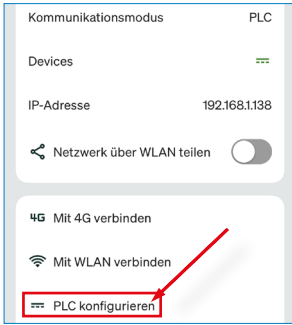 Kommunikationsmodus PLC
Devices
IP-Adresse 192.168.1.138
Netzwerk über WLAN teilen
4G Mit 4G verbinden
Mit WLAN verbinden
PLC konfigurieren